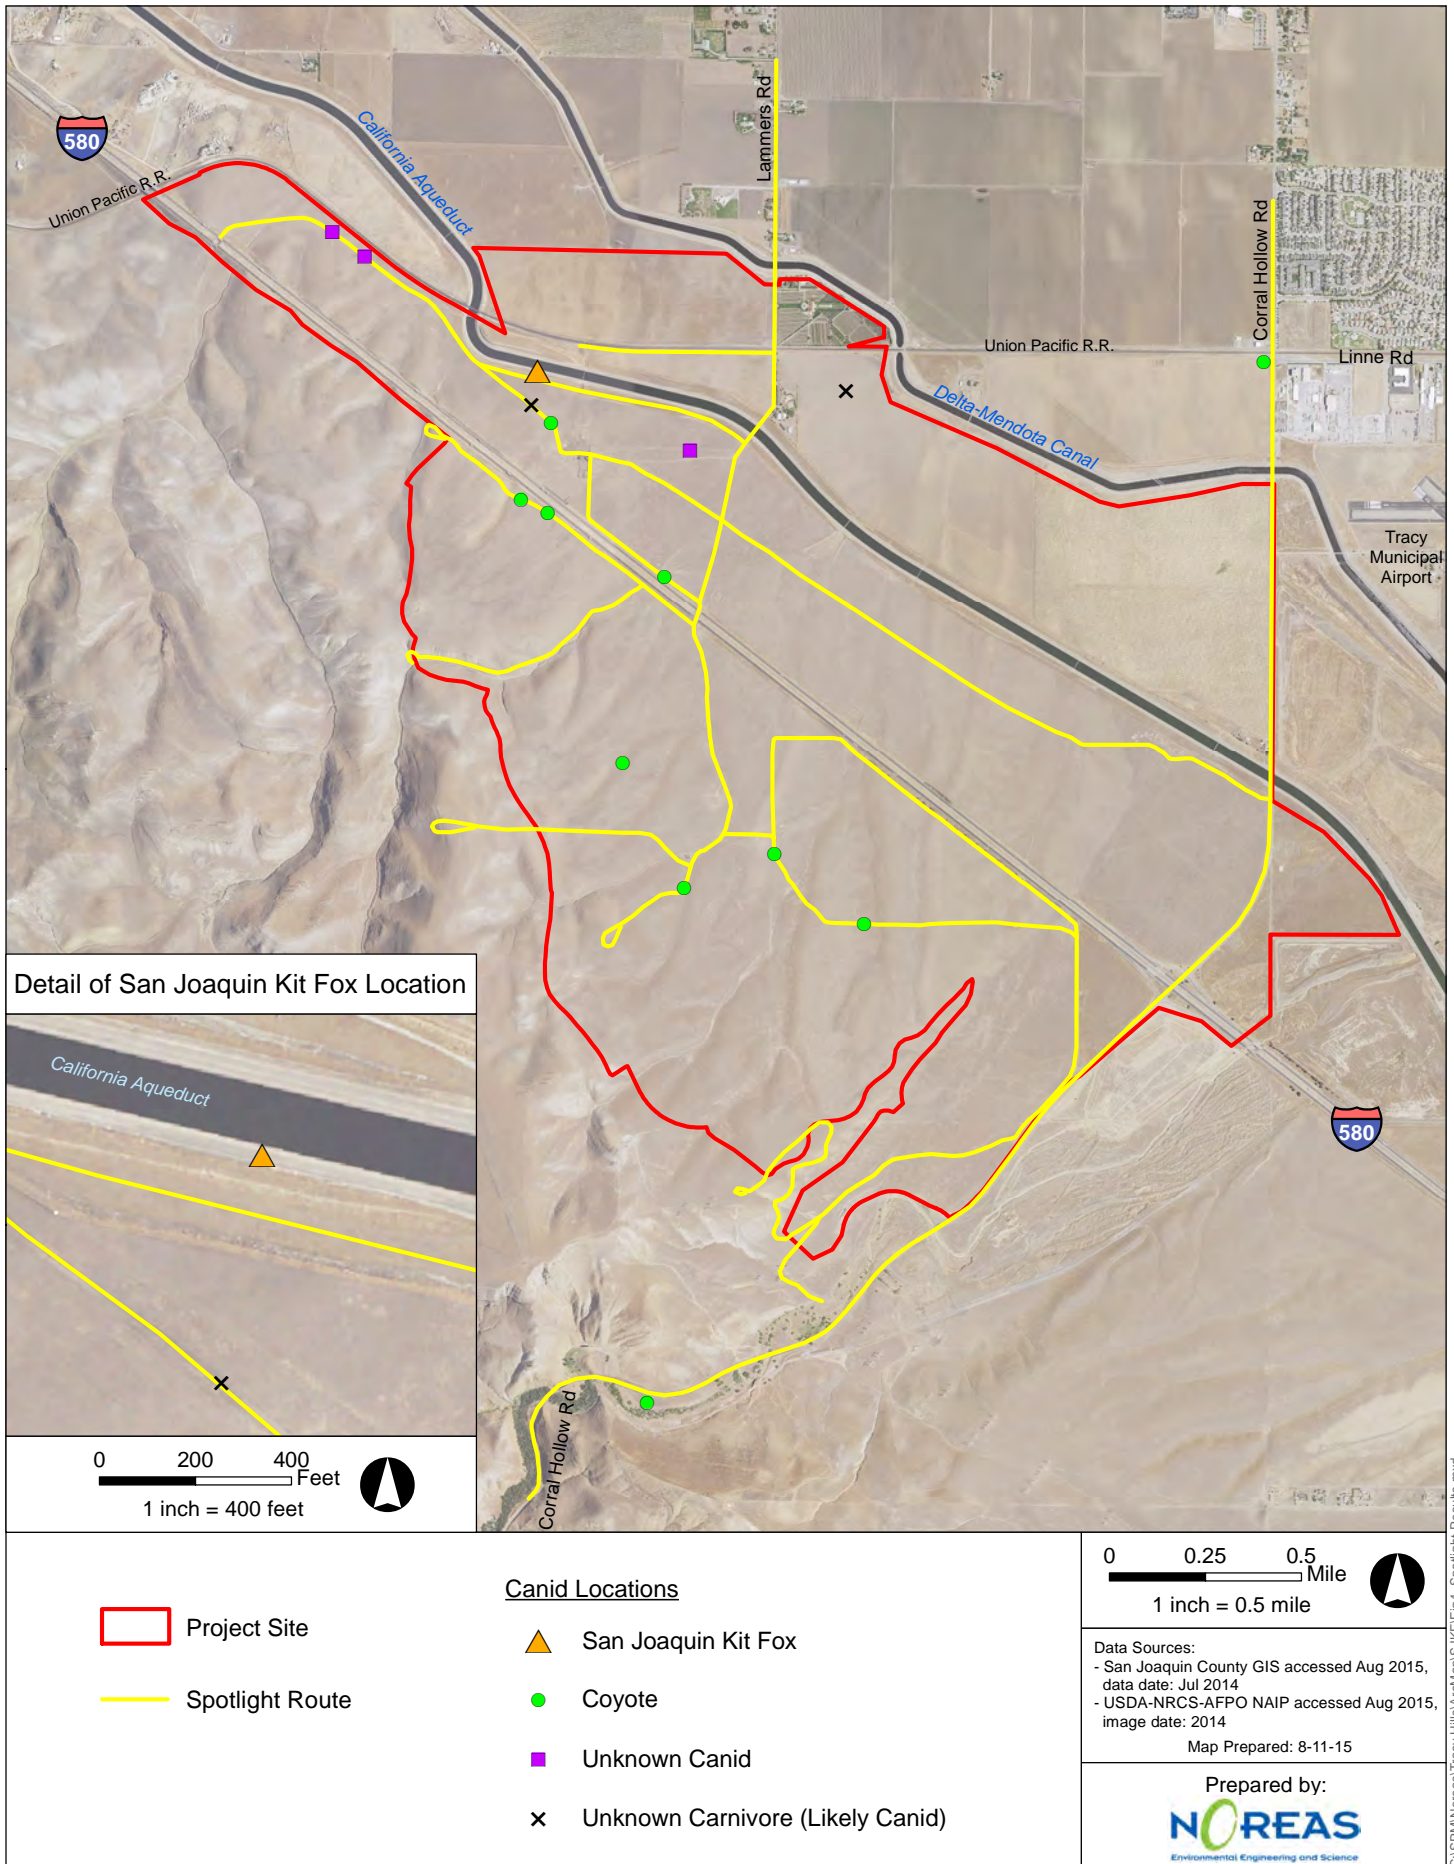 580
Union Pacific R.R.
California Aqueduct
Lammers Rd
Corral Hollow Rd
Union Pacific R.R.
Linne Rd
Delta-Mendota Canal
Tracy
Municipal
Airport
580
Corral Hollow Rd
Detail of San Joaquin Kit Fox Location
California Aqueduct
0 200 400
Feet
1 inch = 400 feet
Project Site
Spotlight Route
Canid Locations
San Joaquin Kit Fox
Coyote
Unknown Canid
Unknown Carnivore (Likely Canid)
0 0.25 0.5
Mile
1 inch = 0.5 mile
Data Sources:
- San Joaquin County GIS accessed Aug 2015,
data date: Jul 2014
- USDA-NRCS-AFPO NAIP accessed Aug 2015,
image date: 2014
Map Prepared: 8-11-15
Prepared by:
NOREAS
Environmental Engineering and Science